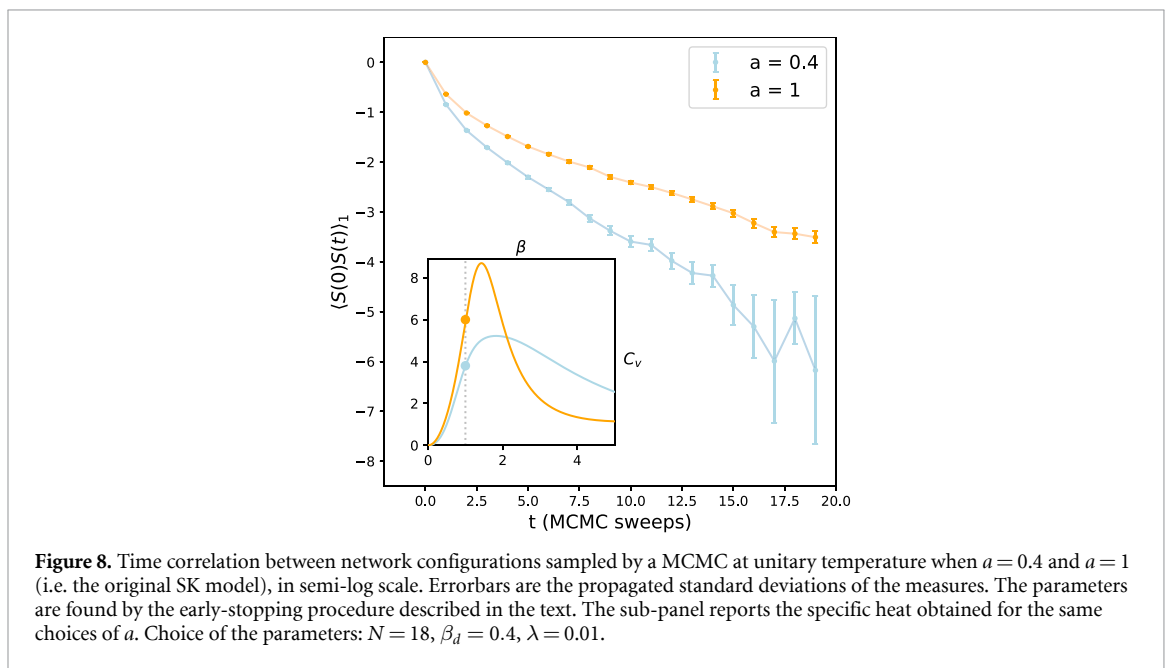 a = 0.4
a = 1
0
−1
−2
−3
−4
−5
−6
−7
−8
⟨S(0)S(t)⟩₁
β
8
6
4
2
0
C_v
0 2 4
0.0 2.5 5.0 7.5 10.0 12.5 15.0 17.5 20.0
t (MCMC sweeps)
Figure 8. Time correlation between network configurations sampled by a MCMC at unitary temperature when a = 0.4 and a = 1
(i.e. the original SK model), in semi-log scale. Errorbars are the propagated standard deviations of the measures. The parameters
are found by the early-stopping procedure described in the text. The sub-panel reports the specific heat obtained for the same
choices of a. Choice of the parameters: N = 18, β_d = 0.4, λ = 0.01.